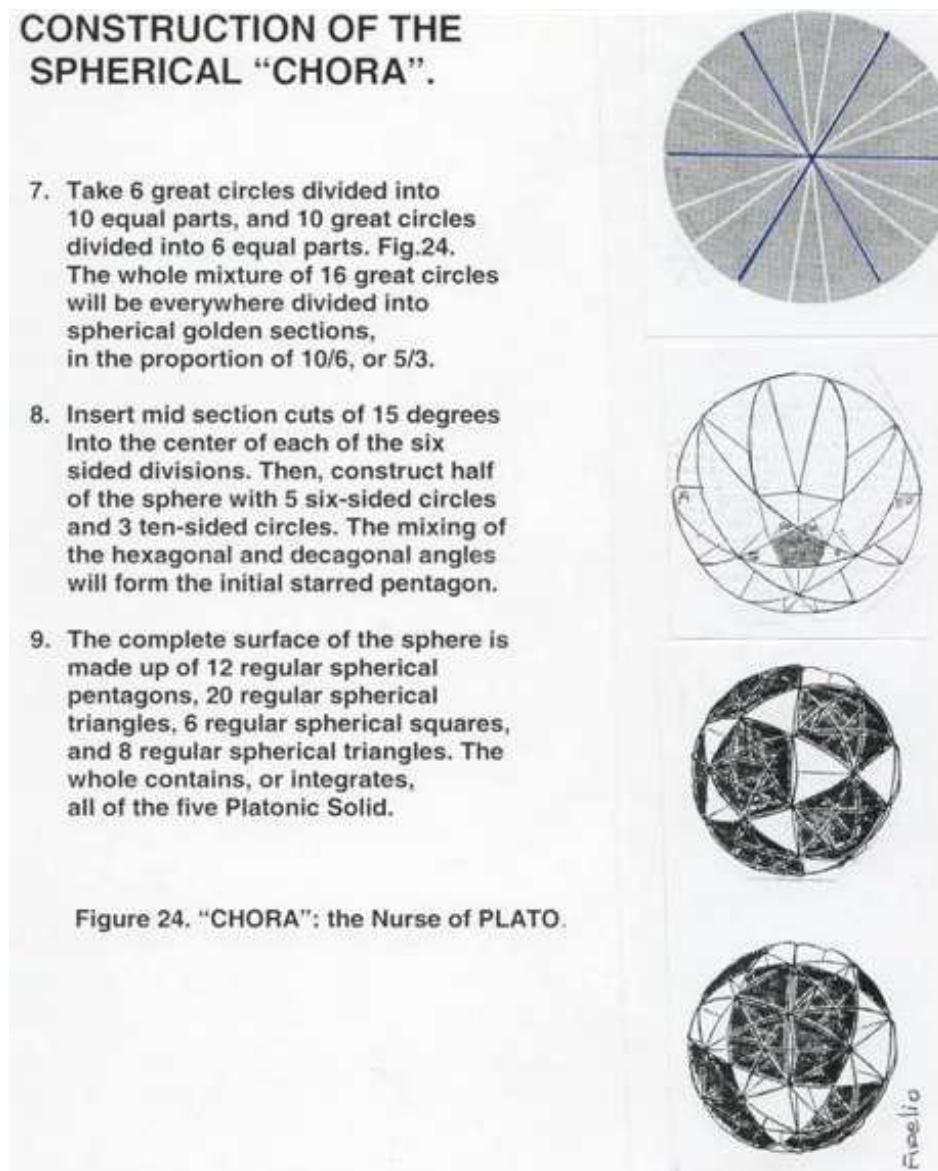 CONSTRUCTION OF THE
SPHERICAL “CHORA”.
7. Take 6 great circles divided into
10 equal parts, and 10 great circles
divided into 6 equal parts. Fig.24.
The whole mixture of 16 great circles
will be everywhere divided into
spherical golden sections,
in the proportion of 10/6, or 5/3.
8. Insert mid section cuts of 15 degrees
Into the center of each of the six
sided divisions. Then, construct half
of the sphere with 5 six-sided circles
and 3 ten-sided circles. The mixing of
the hexagonal and decagonal angles
will form the initial starred pentagon.
9. The complete surface of the sphere is
made up of 12 regular spherical
pentagons, 20 regular spherical
triangles, 6 regular spherical squares,
and 8 regular spherical triangles. The
whole contains, or integrates,
all of the five Platonic Solid.
Figure 24. “CHORA”: the Nurse of PLATO.